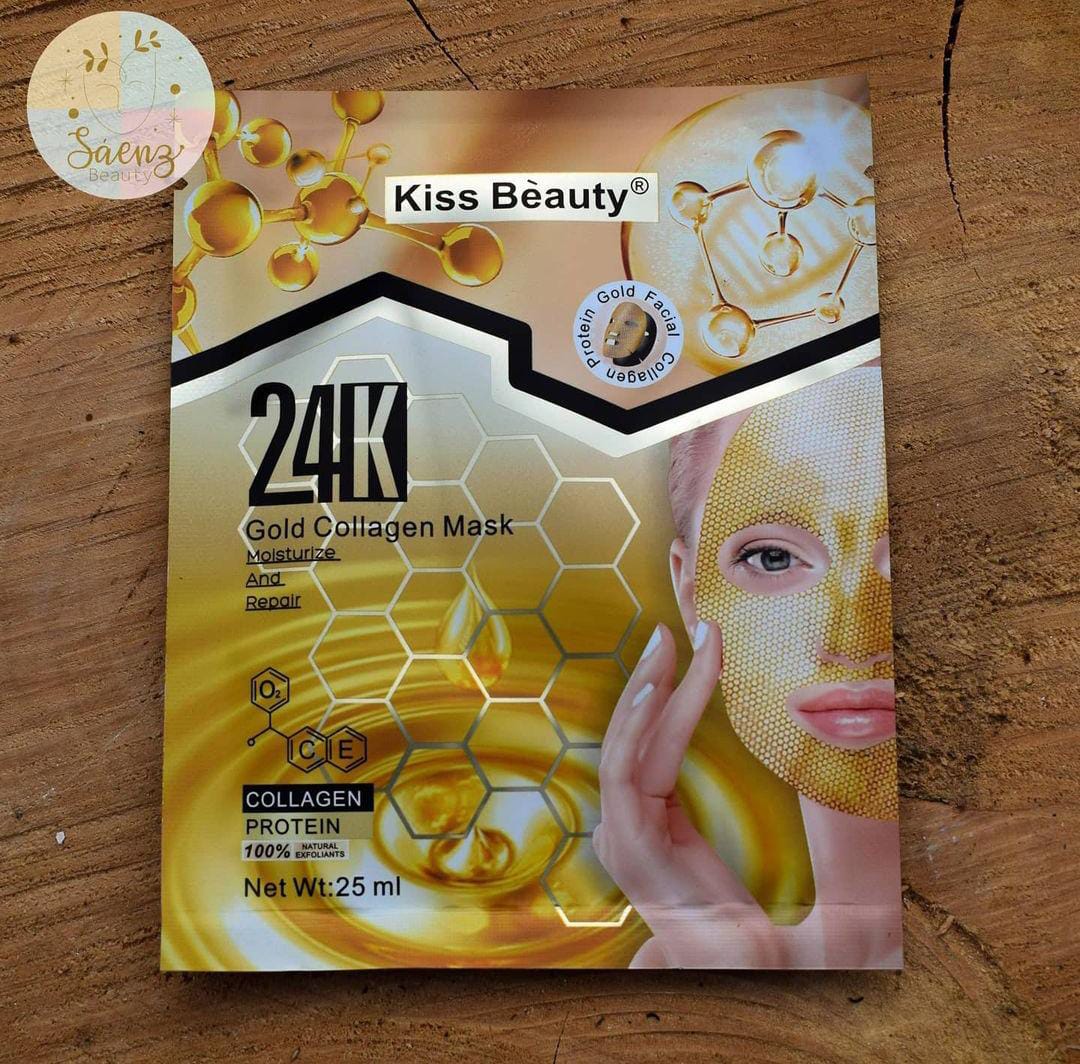 Sáenz
Beauty
Kiss Bèauty®
Protein Gold Facial Collagen
24K
Gold Collagen Mask
Moisturize
And
Repair
O₂
C E
COLLAGEN
PROTEIN
100% NATURAL
EXFOLIANTS
Net Wt:25 ml